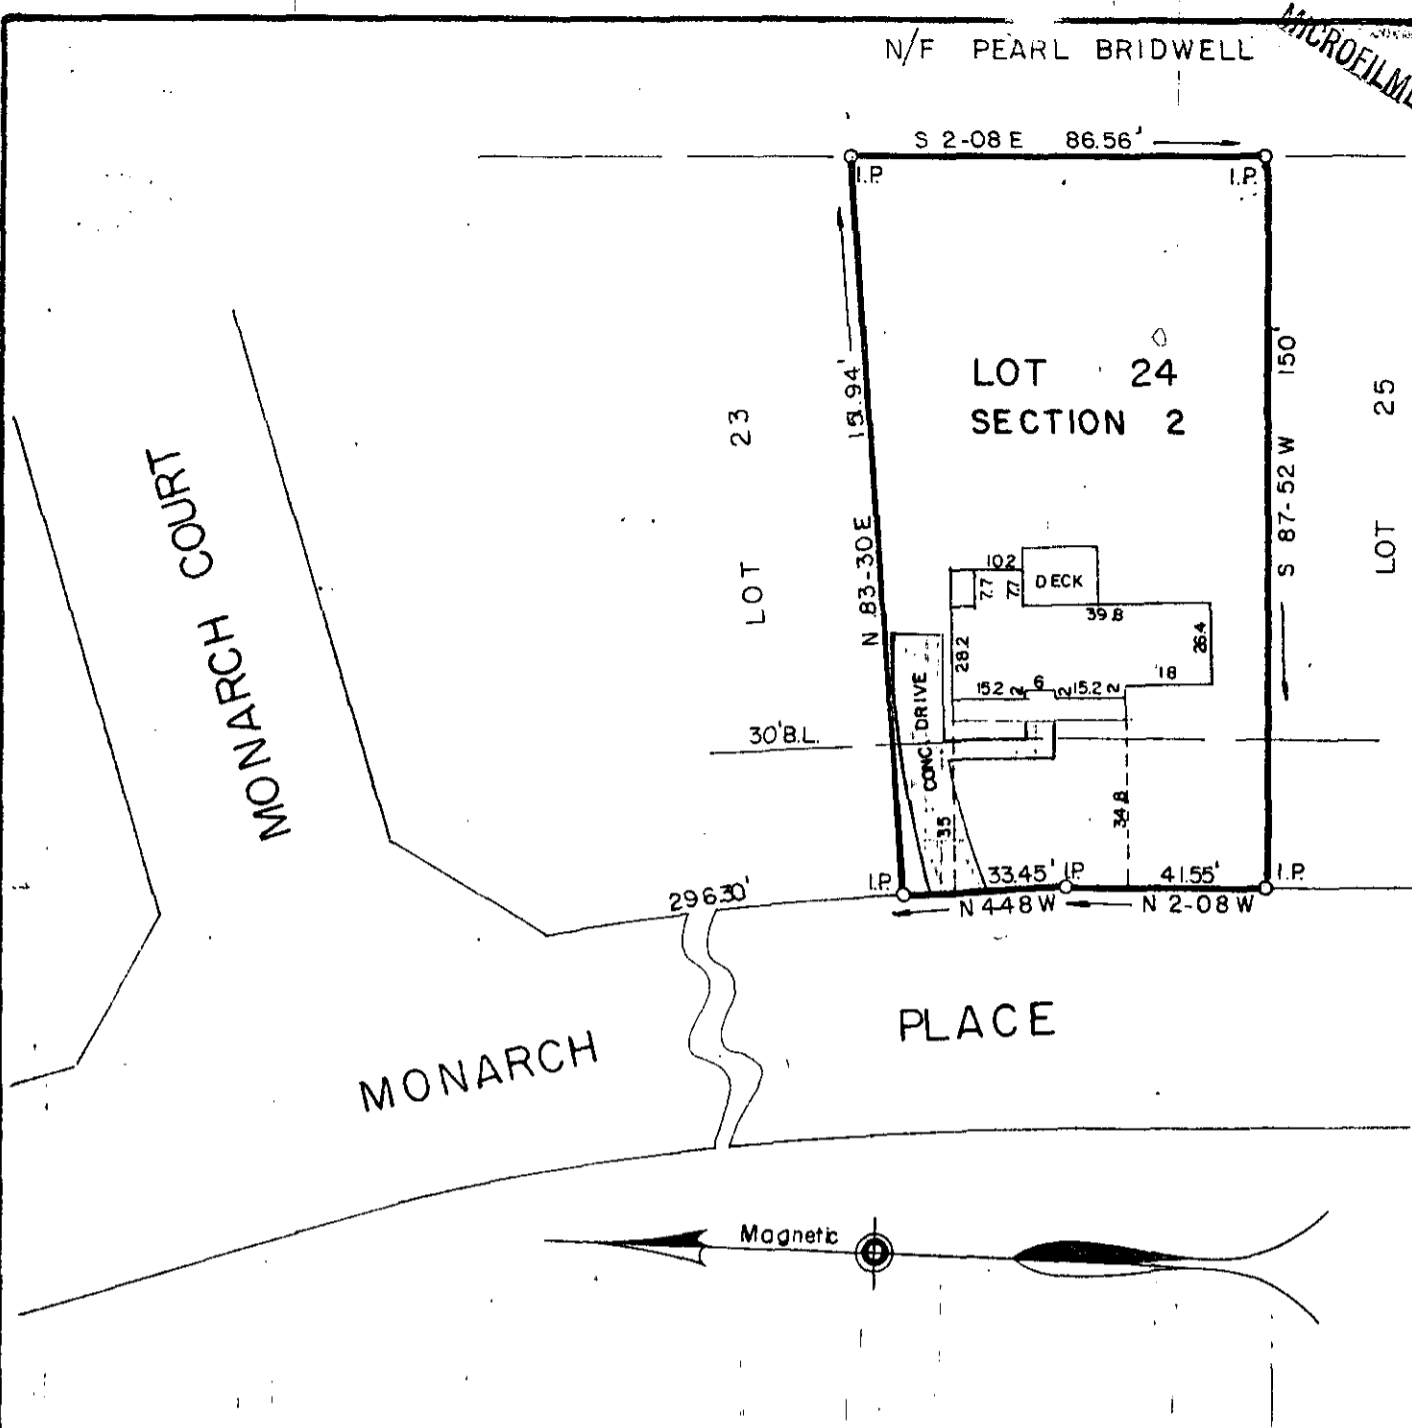 N/F PEARL BRIDWELL
S 2-08 E 86.56'
I.P.
I.P.
N 83-30 E 151.94'
LOT 24
SECTION 2
S 87-52 W 150'
LOT 23
LOT 25
MONARCH COURT
10.2
7.7
7.7
DECK
39.8
28.2
26.4
15.2
2
6
2
15.2
2
18
30' B.L.
CONC. DRIVE
35
34.8
I.P.
33.45'
I.P.
41.55'
I.P.
296.30'
N 4-48 W
N 2-08 W
MONARCH PLACE
Magnetic